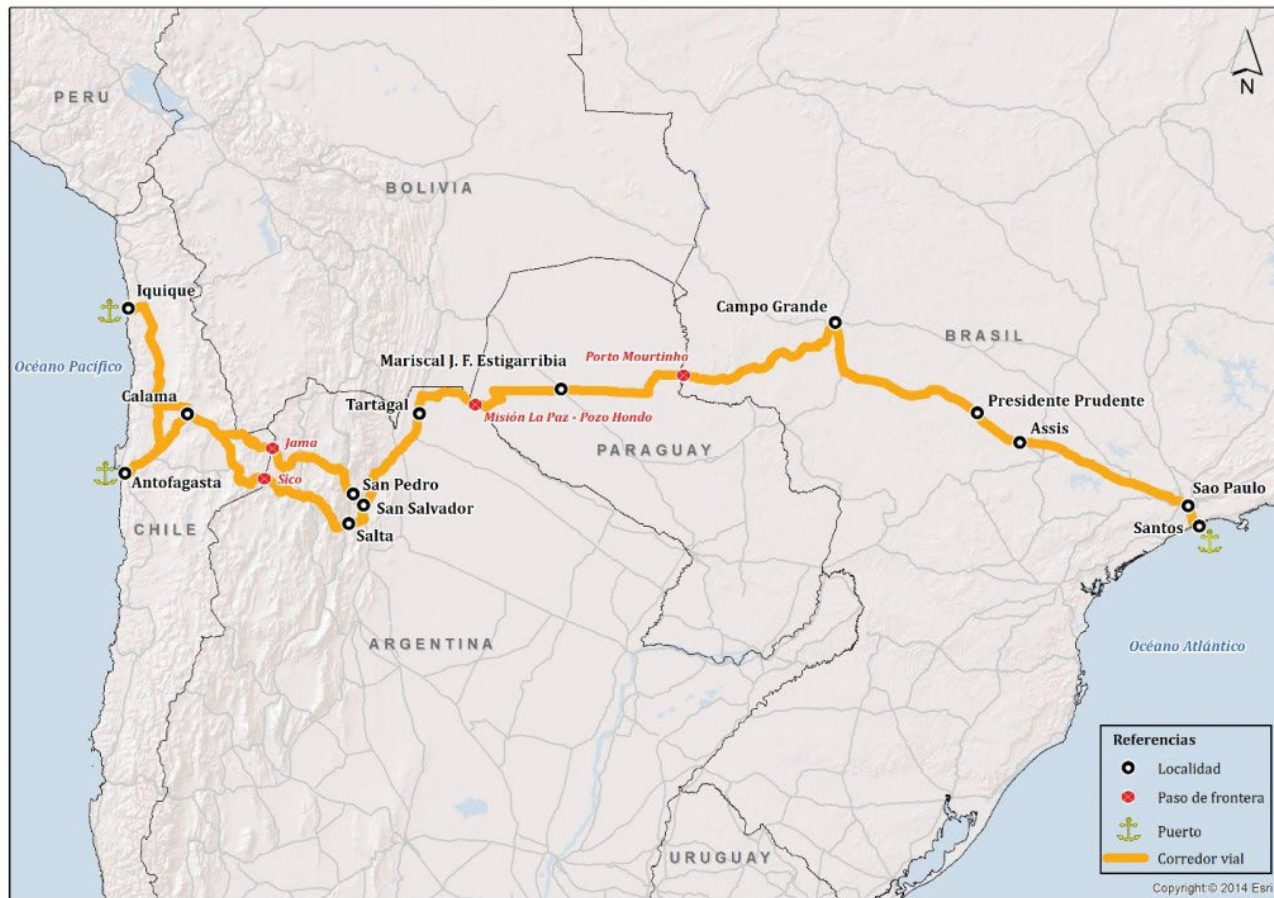 N
PERU
BOLIVIA
Iquique
Campo Grande
BRASIL
Océano Pacífico
Porto Mourtinho
Mariscal J. F. Estigarribia
Calama
Tartagal
Misión La Paz - Pozo Hondo
Presidente Prudente
Assis
Jama
PARAGUAY
Antofagasta
Sico
San Pedro
San Salvador
Sao Paulo
CHILE
Salta
Santos
ARGENTINA
Océano Atlántico
Referencias
Localidad
Paso de frontera
Puerto
URUGUAY
Corredor vial
Copyright:© 2014 Esri